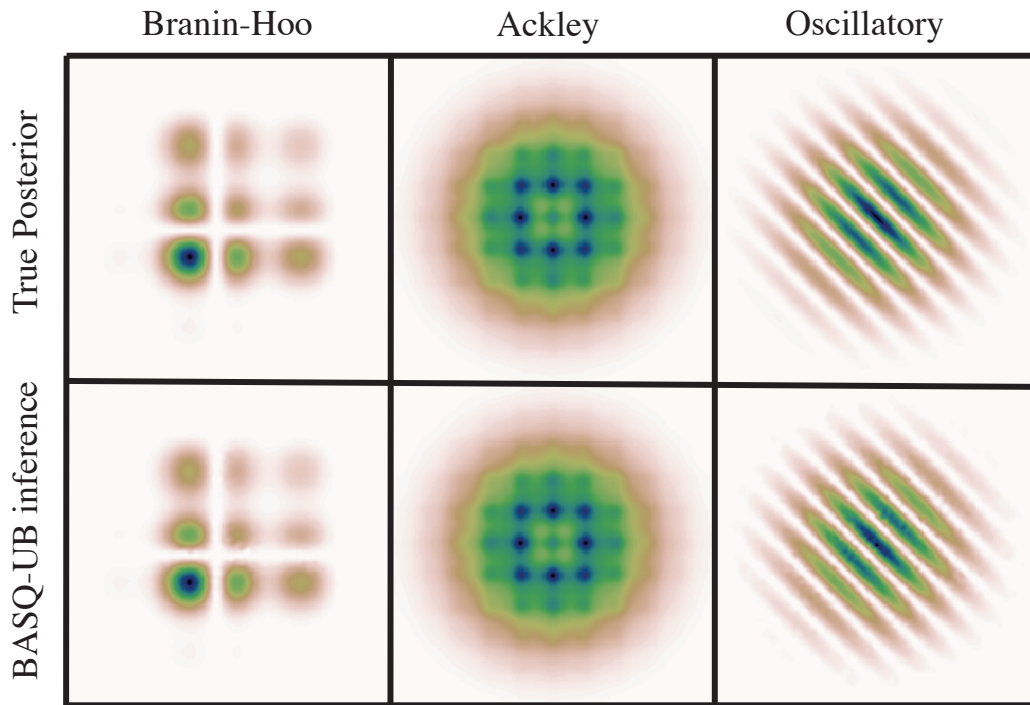 Branin-Hoo
Ackley
Oscillatory
True Posterior
BASQ-UB inference